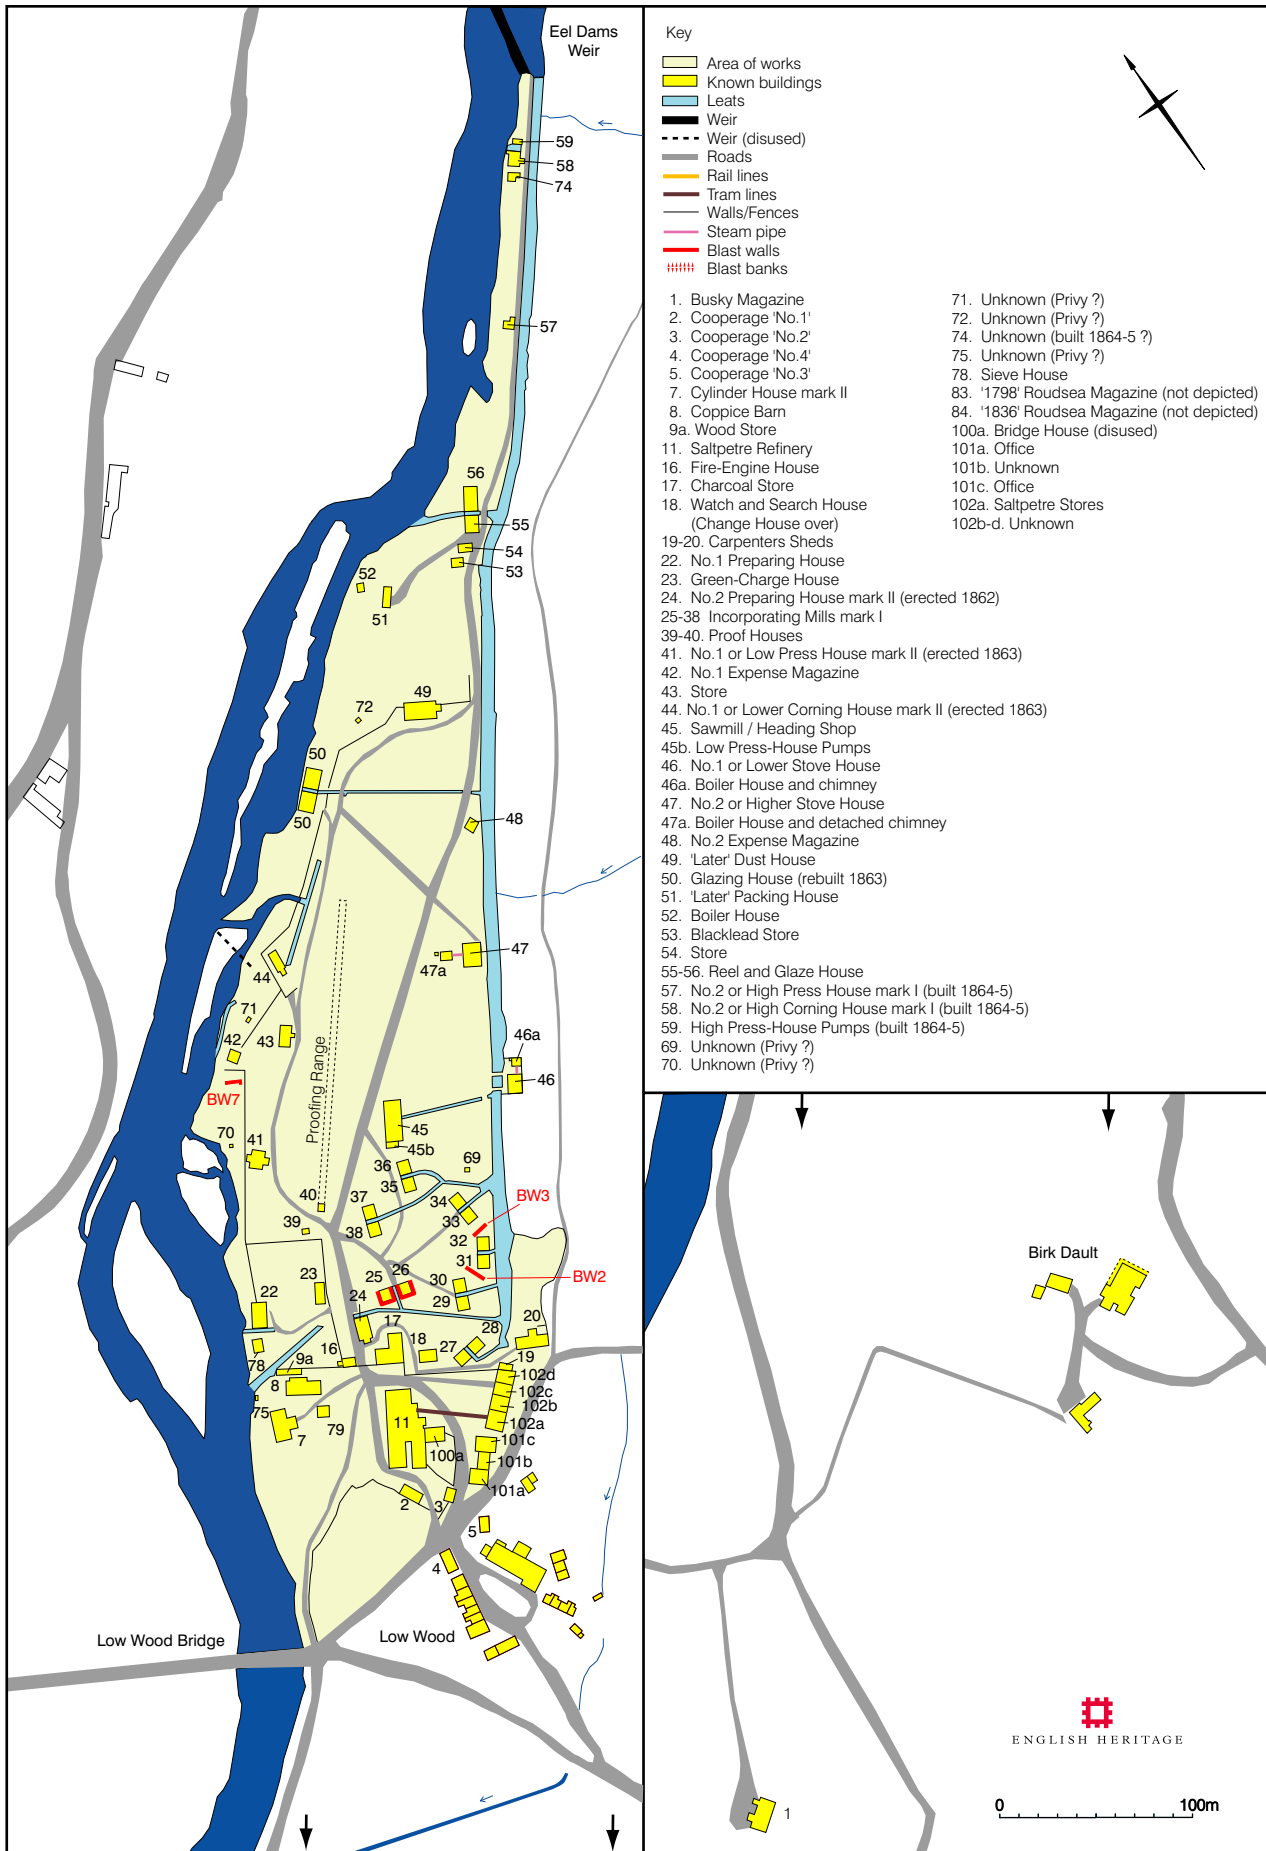 Eel Dams
Weir
59
58
74
57
56
55
54
53
52
51
72
49
50
50
48
47
47a
44
71
42
43
46a
46
BW7
Proofing Range
45
45b
70
41
36
35
69
34
33
BW3
40
37
38
39
32
31
BW2
30
29
26
25
24
23
22
20
28
27
19
17
18
16
78
9a
8
75
79
7
102d
102c
102b
102a
11
100a
101c
101b
101a
2
3
5
4
Low Wood Bridge
Low Wood
Key
Area of works
Known buildings
Leats
Weir
Weir (disused)
Roads
Rail lines
Tram lines
Walls/Fences
Steam pipe
Blast walls
Blast banks
1. Busky Magazine
2. Cooperage 'No.1'
3. Cooperage 'No.2'
4. Cooperage 'No.4'
5. Cooperage 'No.3'
7. Cylinder House mark II
8. Coppice Barn
9a. Wood Store
11. Saltpetre Refinery
16. Fire-Engine House
17. Charcoal Store
18. Watch and Search House
(Change House over)
19-20. Carpenters Sheds
22. No.1 Preparing House
23. Green-Charge House
24. No.2 Preparing House mark II (erected 1862)
25-38 Incorporating Mills mark I
39-40. Proof Houses
41. No.1 or Low Press House mark II (erected 1863)
42. No.1 Expense Magazine
43. Store
44. No.1 or Lower Corning House mark II (erected 1863)
45. Sawmill / Heading Shop
45b. Low Press-House Pumps
46. No.1 or Lower Stove House
46a. Boiler House and chimney
47. No.2 or Higher Stove House
47a. Boiler House and detached chimney
48. No.2 Expense Magazine
49. 'Later' Dust House
50. Glazing House (rebuilt 1863)
51. 'Later' Packing House
52. Boiler House
53. Blacklead Store
54. Store
55-56. Reel and Glaze House
57. No.2 or High Press House mark I (built 1864-5)
58. No.2 or High Corning House mark I (built 1864-5)
59. High Press-House Pumps (built 1864-5)
69. Unknown (Privy ?)
70. Unknown (Privy ?)
71. Unknown (Privy ?)
72. Unknown (Privy ?)
74. Unknown (built 1864-5 ?)
75. Unknown (Privy ?)
78. Sieve House
83. '1798' Roudsea Magazine (not depicted)
84. '1836' Roudsea Magazine (not depicted)
100a. Bridge House (disused)
101a. Office
101b. Unknown
101c. Office
102a. Saltpetre Stores
102b-d. Unknown
Birk Dault
1
ENGLISH HERITAGE
0 100m